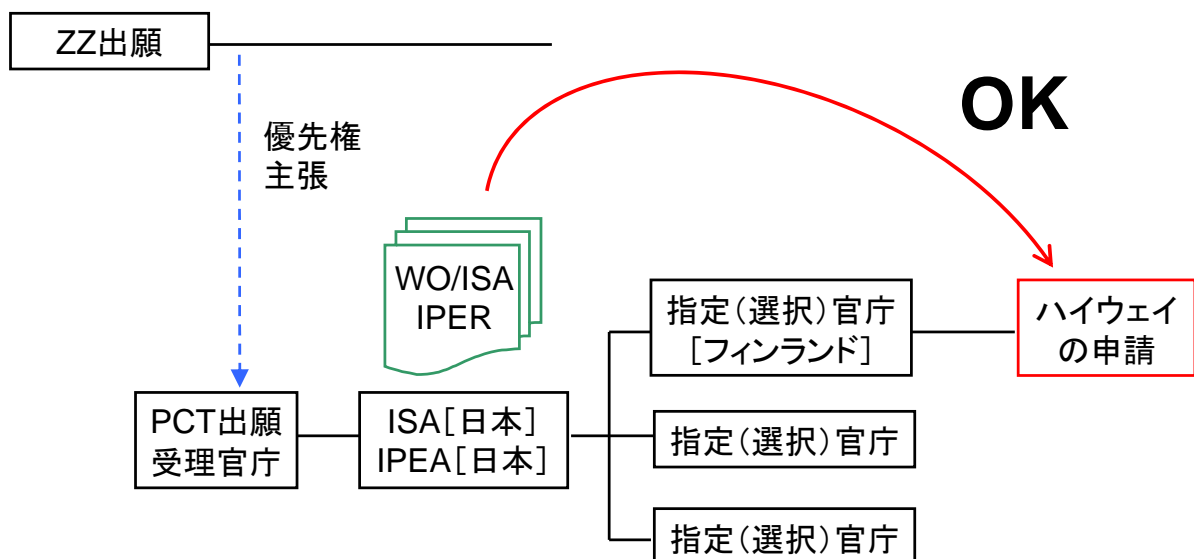 ZZ出願
優先権
主張
OK
WO/ISA
IPER
指定(選択)官庁
[フィンランド]
ハイウェイ
の申請
PCT出願
受理官庁
ISA[日本]
IPEA[日本]
指定(選択)官庁
指定(選択)官庁